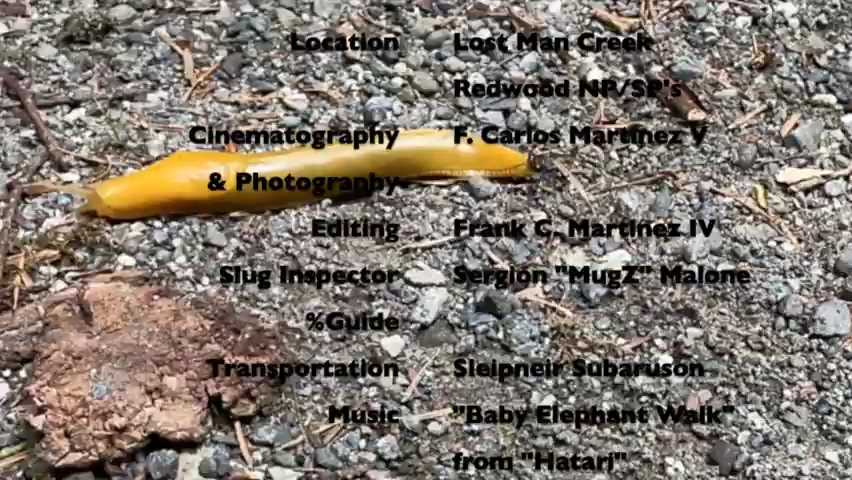 Location Lost Man Creek
Redwood NP/SP's
Cinematography F. Carlos Martinez V
& Photography
Editing Frank C. Martinez IV
Slug Inspector Sergion "MugZ" Malone
%Guide
Transportation Sleipneir Subaruson
Music "Baby Elephant Walk"
from "Hatari"